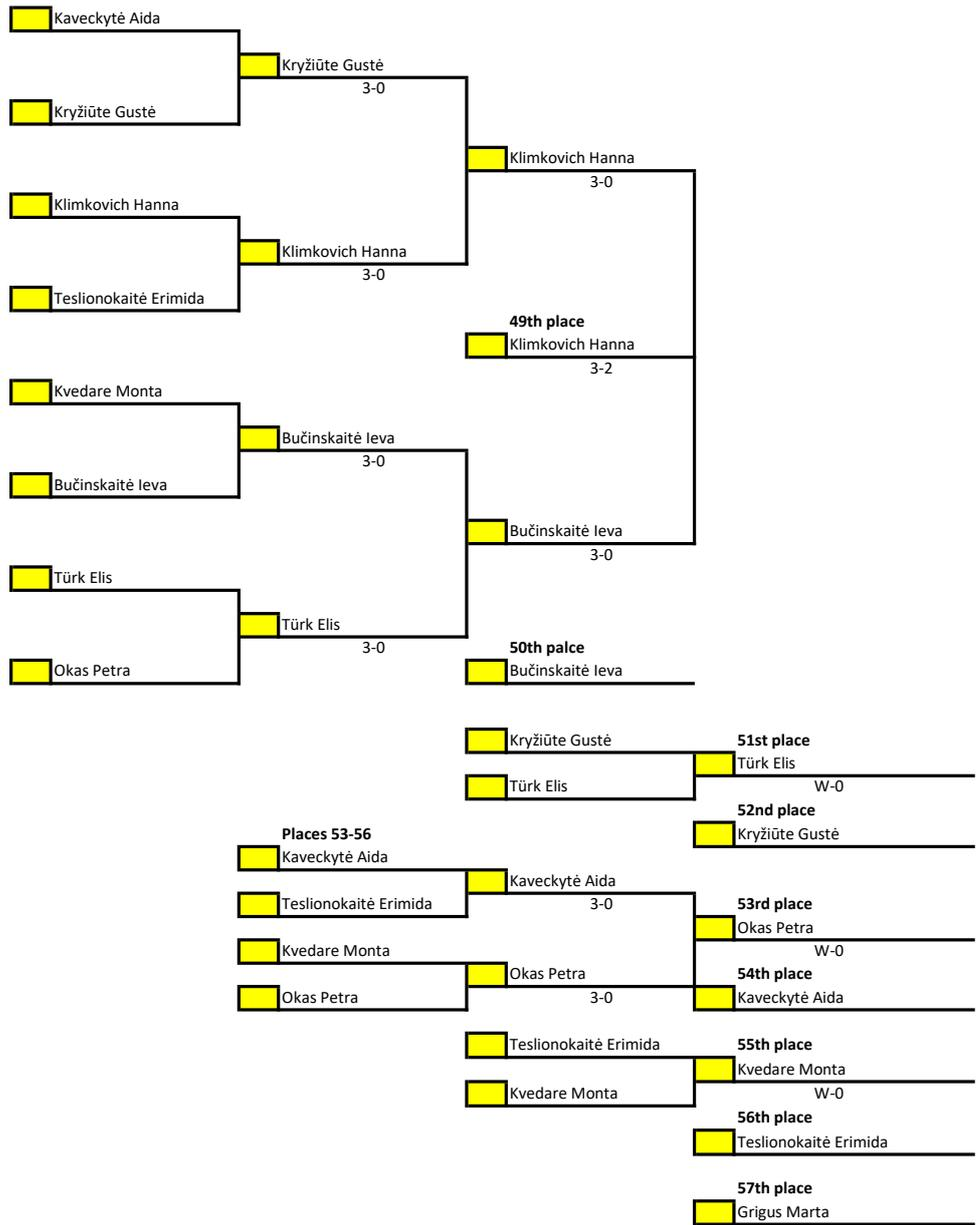 Kaveckytė Aida
Kryžiūte Gustė
3-0
Kryžiūte Gustė
Klimkovich Hanna
3-0
Klimkovich Hanna
Klimkovich Hanna
3-0
Teslionokaitė Erimida
49th place
Klimkovich Hanna
3-2
Kvedare Monta
Bučinskaitė Ieva
3-0
Bučinskaitė Ieva
Bučinskaitė Ieva
3-0
Türk Elis
Türk Elis
3-0
50th palce
Okas Petra
Bučinskaitė Ieva
Kryžiūte Gustė
51st place
Türk Elis
Türk Elis
W-0
52nd place
Kryžiūte Gustė
Places 53-56
Kaveckytė Aida
Kaveckytė Aida
3-0
Teslionokaitė Erimida
53rd place
Okas Petra
W-0
Kvedare Monta
Okas Petra
3-0
54th place
Okas Petra
Kaveckytė Aida
Teslionokaitė Erimida
55th place
Kvedare Monta
W-0
Kvedare Monta
56th place
Teslionokaitė Erimida
57th place
Grigus Marta